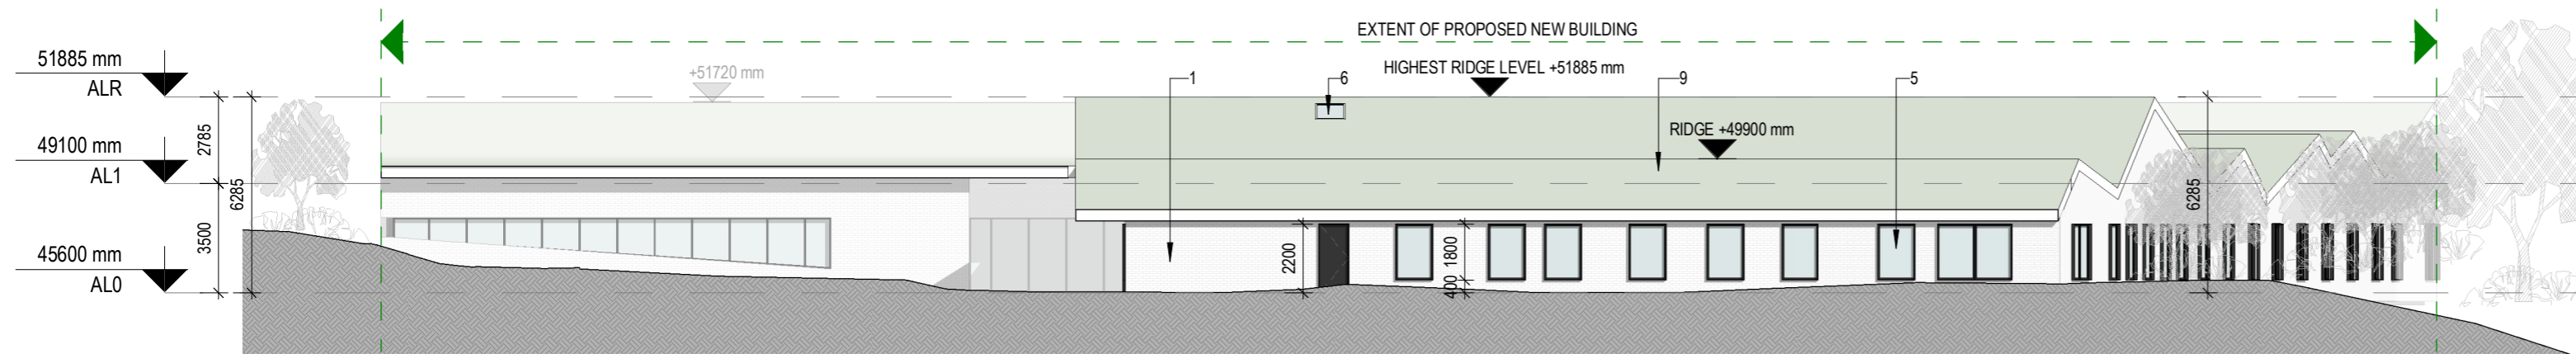 EXTENT OF PROPOSED NEW BUILDING
51885 mm
ALR
+51720 mm
HIGHEST RIDGE LEVEL +51885 mm
1
6
9
5
RIDGE +49900 mm
2785
49100 mm
AL1
6285
6285
3500
45600 mm
AL0
2200
1800
400